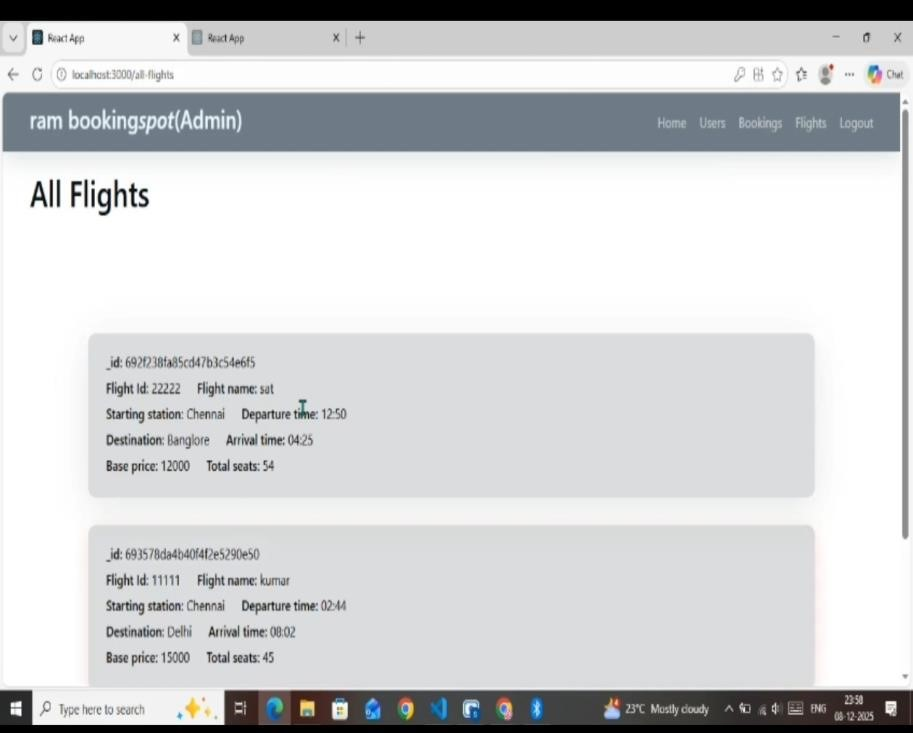 React App
React App
localhost:3000/all-flights
Chat
ram bookingspot(Admin)
Home Users Bookings Flights Logout
All Flights
_id: 692f238fa85cd47b3c54e6f5
Flight Id: 22222 Flight name: sat
Starting station: Chennai Departure time: 12:50
Destination: Banglore Arrival time: 04:25
Base price: 12000 Total seats: 54
_id: 693578da4b40f4f2e5290e50
Flight Id: 11111 Flight name: kumar
Starting station: Chennai Departure time: 02:44
Destination: Delhi Arrival time: 08:02
Base price: 15000 Total seats: 45
Type here to search
23°C Mostly cloudy
ENG
23:58
08-12-2025